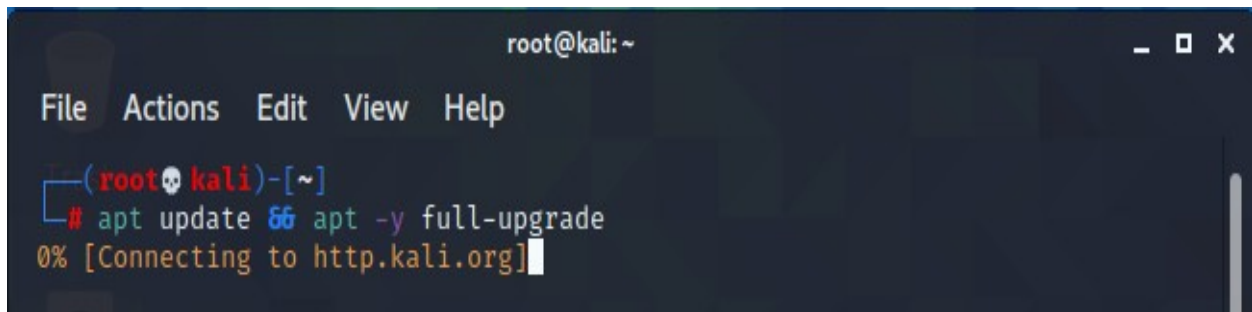 root@kali: ~
File Actions Edit View Help
┌──(root💀kali)-[~]
└─# apt update && apt -y full-upgrade
0% [Connecting to http.kali.org]